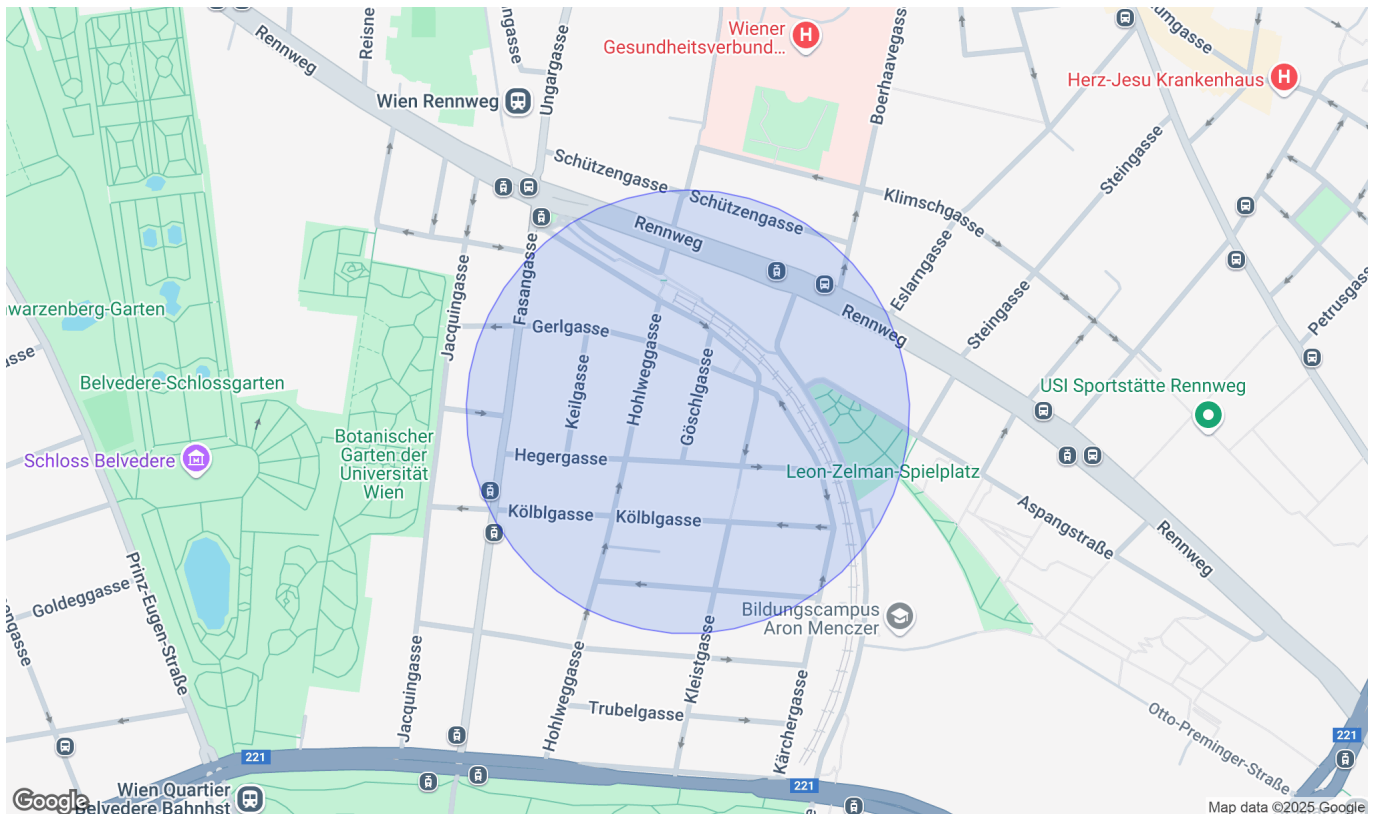 Rennweg
Reisne
Ungargasse
Wiener
Gesundheitsverbund...
Boerhaavegasse
Herz-Jesu Krankenhaus
Wien Rennweg
Schützengasse
Klimschgasse
Steingasse
Schützengasse
Rennweg
Jacquingasse
Fasangasse
Eslarngasse
Steingasse
Petrusgasse
warzenberg-Garten
Gerlgasse
Rennweg
asse
Belvedere-Schlossgarten
Keilgasse
Hohlweggasse
Göschlgasse
USI Sportstätte Rennweg
Botanischer
Garten der
Universität
Wien
Schloss Belvedere
Hegergasse
Leon-Zelman-Spielplatz
Kölblgasse
Kölblgasse
Aspangstraße
Rennweg
Prinz-Eugen-Straße
Goldeggasse
ongasse
Bildungscampus
Aron Menczer
Jacquingasse
Hohlweggasse
Kleistgasse
Kärchergasse
Trubelgasse
Otto-Preminger-Straße
221
221
221
Wien Quartier
Belvedere Bahnhst
Google
Map data ©2025 Google